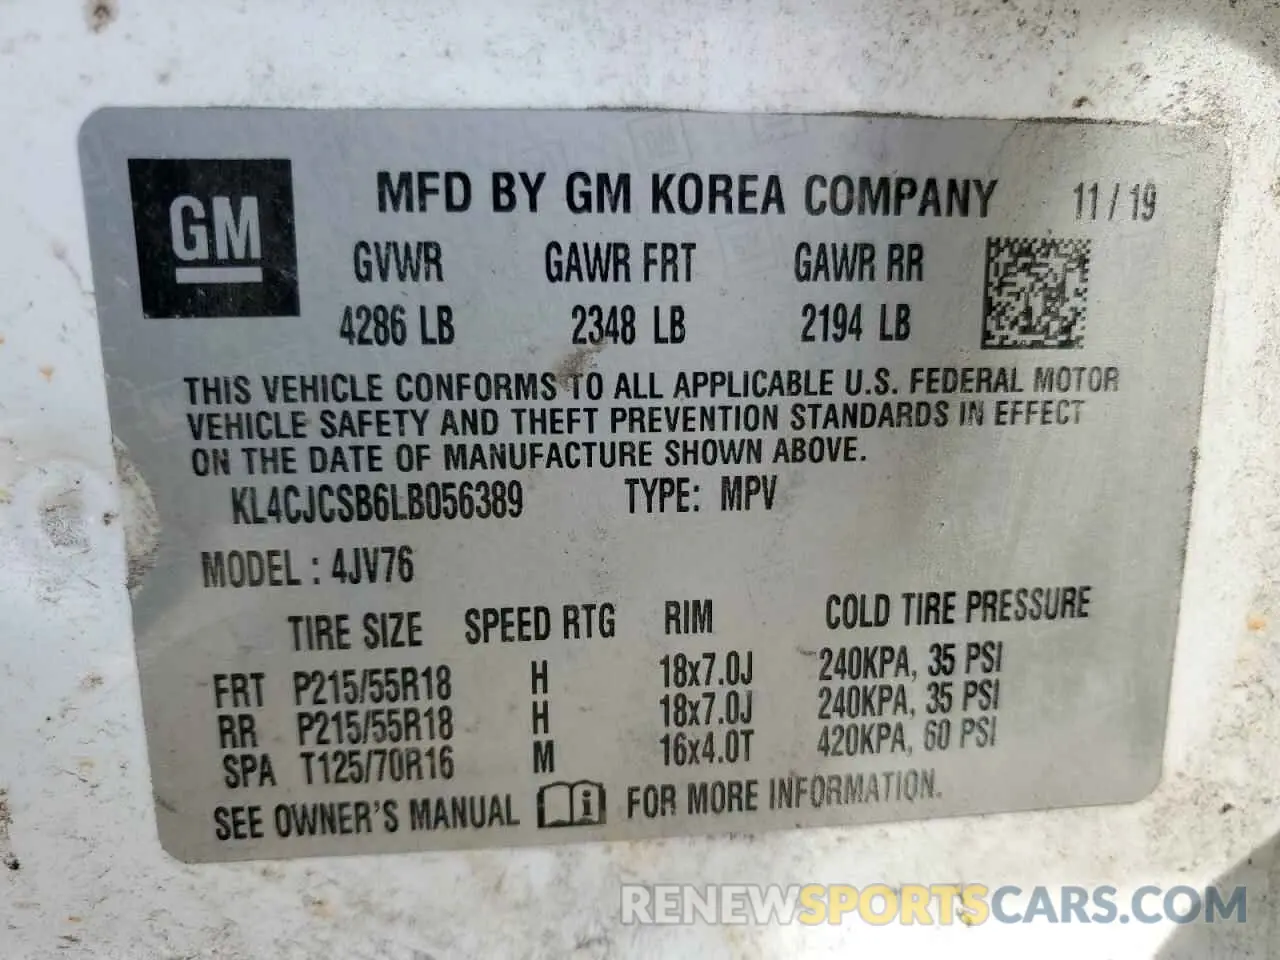 GM
MFD BY GM KOREA COMPANY 11 / 19
GVWR GAWR FRT GAWR RR
4286 LB 2348 LB 2194 LB
THIS VEHICLE CONFORMS TO ALL APPLICABLE U.S. FEDERAL MOTOR
VEHICLE SAFETY AND THEFT PREVENTION STANDARDS IN EFFECT
ON THE DATE OF MANUFACTURE SHOWN ABOVE.
KL4CJCSB6LB056389 TYPE: MPV
MODEL : 4JV76
TIRE SIZE SPEED RTG RIM COLD TIRE PRESSURE
FRT P215/55R18 H 18x7.0J 240KPA, 35 PSI
RR P215/55R18 H 18x7.0J 240KPA, 35 PSI
SPA T125/70R16 M 16x4.0T 420KPA, 60 PSI
SEE OWNER'S MANUAL i FOR MORE INFORMATION.
RENEWSPORTSCARS.COM